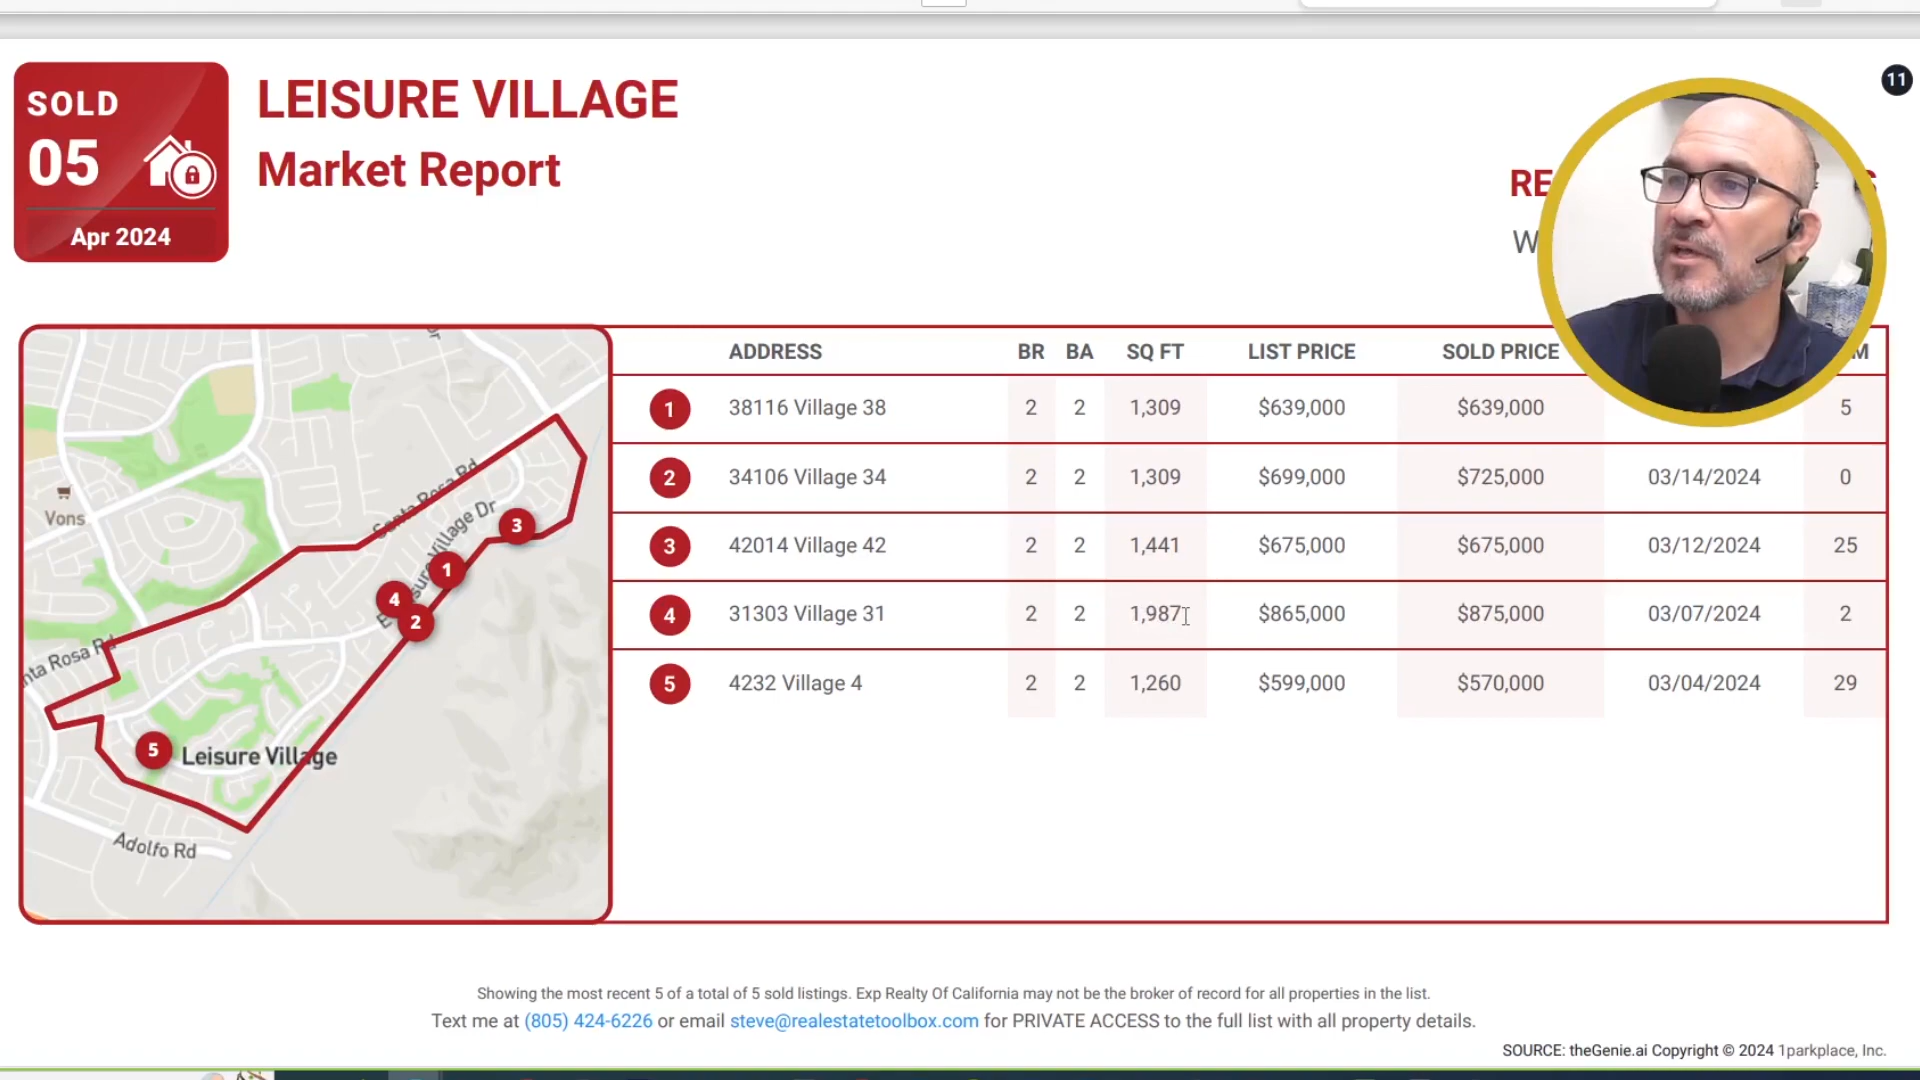 SOLD
05
Apr 2024
LEISURE VILLAGE
Market Report
11
RE
W
ADDRESS BR BA SQ FT LIST PRICE SOLD PRICE M
1 38116 Village 38 2 2 1,309 $639,000 $639,000 5
2 34106 Village 34 2 2 1,309 $699,000 $725,000 03/14/2024 0
3 42014 Village 42 2 2 1,441 $675,000 $675,000 03/12/2024 25
4 31303 Village 31 2 2 1,987 $865,000 $875,000 03/07/2024 2
5 4232 Village 4 2 2 1,260 $599,000 $570,000 03/04/2024 29
Vons
Santa Rosa Rd
Village Dr
3
1
4
2
nta Rosa Rd
5
Leisure Village
Adolfo Rd
Showing the most recent 5 of a total of 5 sold listings. Exp Realty Of California may not be the broker of record for all properties in the list.
Text me at (805) 424-6226 or email steve@realestatetoolbox.com for PRIVATE ACCESS to the full list with all property details.
SOURCE: theGenie.ai Copyright © 2024 1parkplace, Inc.